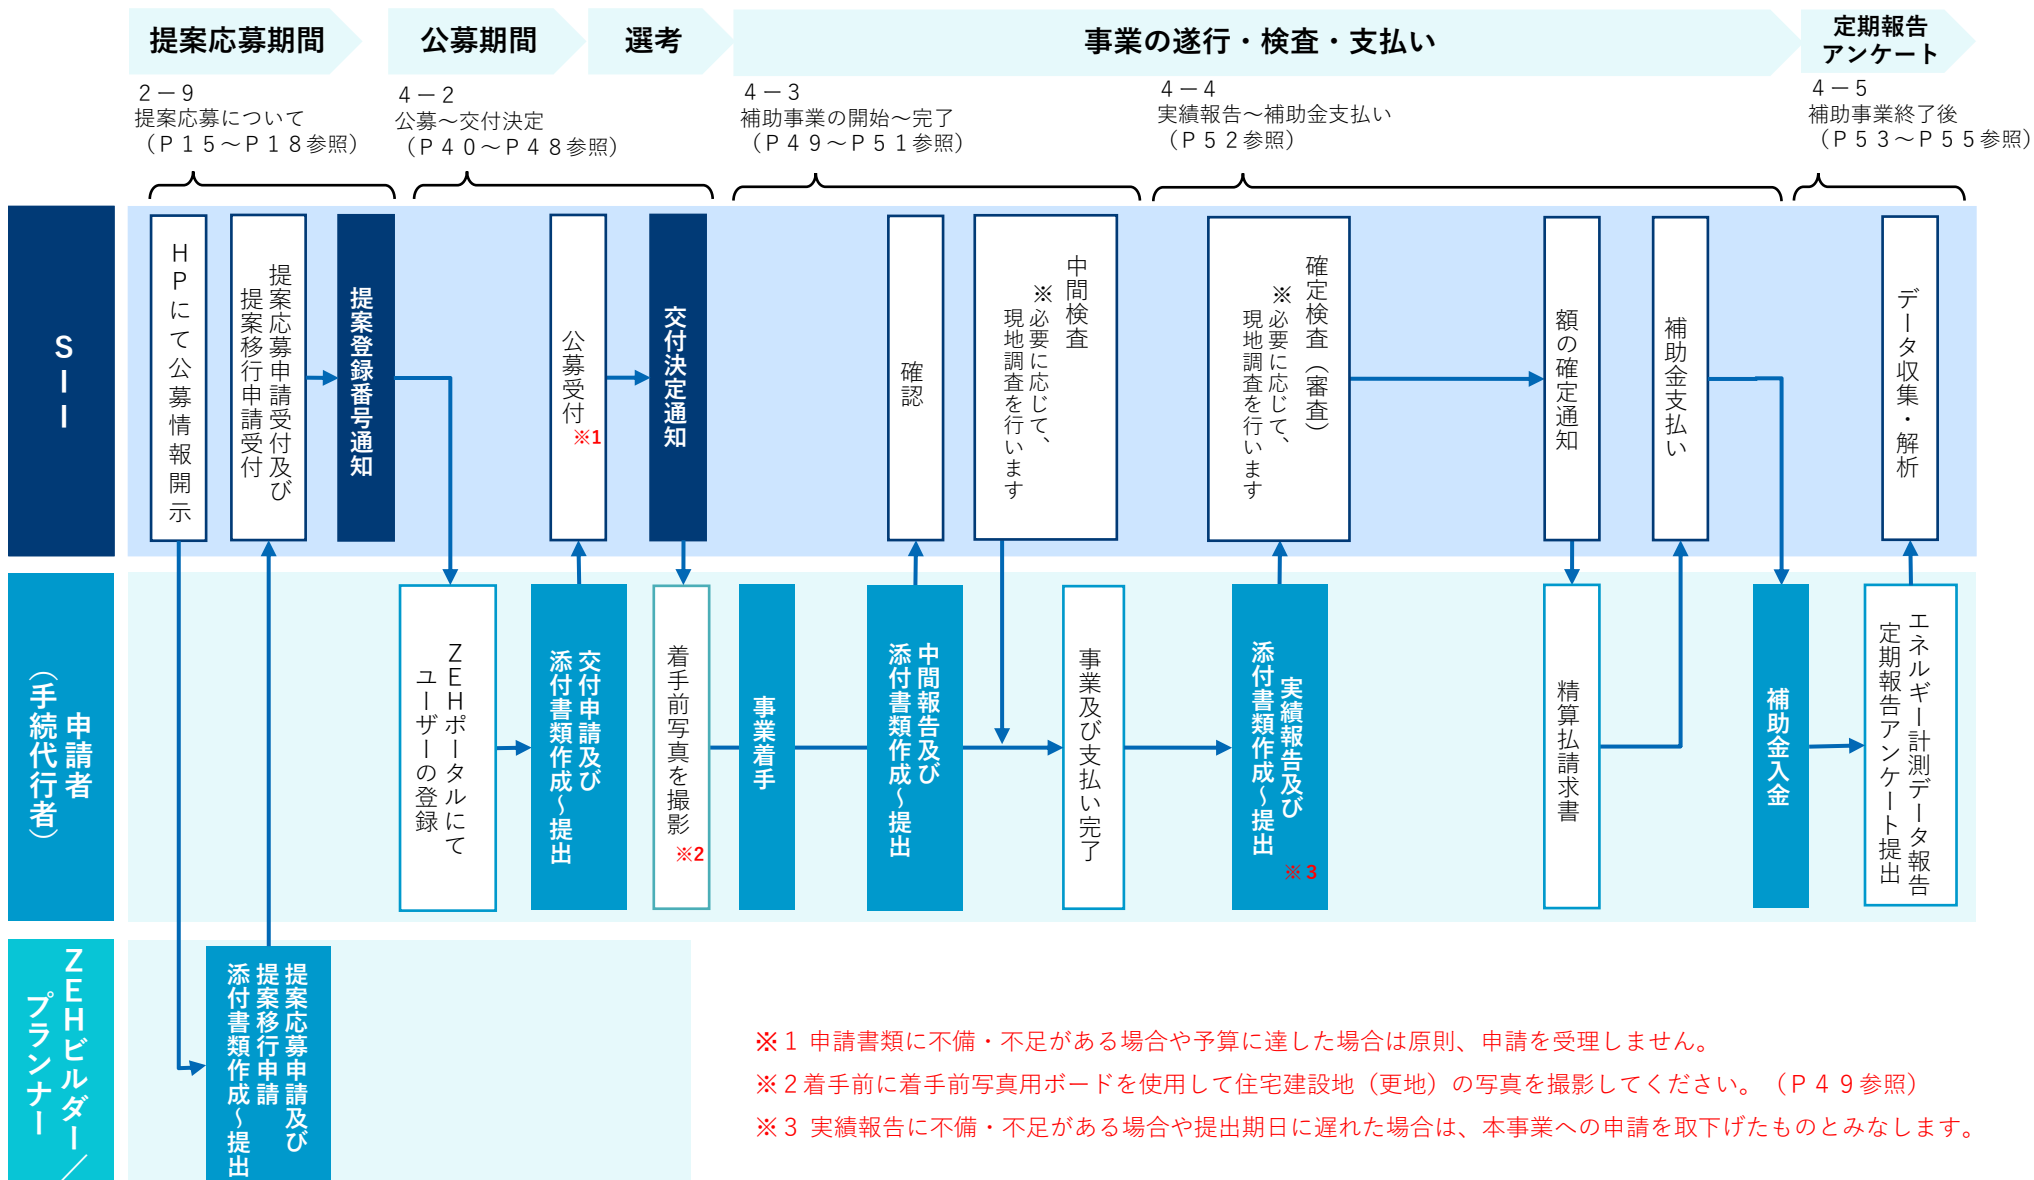 提案応募期間
公募期間
選考
事業の遂行・検査・支払い
定期報告
アンケート
２－９
提案応募について
（Ｐ１５～Ｐ１８参照）
４－２
公募～交付決定
（Ｐ４０～Ｐ４８参照）
４－３
補助事業の開始～完了
（Ｐ４９～Ｐ５１参照）
４－４
実績報告～補助金支払い
（Ｐ５２参照）
４－５
補助事業終了後
（Ｐ５３～Ｐ５５参照）
ＳＩＩ
ＨＰにて公募情報開示
提案応募申請受付及び
提案移行申請受付
提案登録番号通知
公募受付
※1
交付決定通知
確認
中間検査
※必要に応じて、
現地調査を行います
確定検査（審査）
※必要に応じて、
現地調査を行います
額の確定通知
補助金支払い
データ収集・解析
申請者
（手続代行者）
ＺＥＨポータルにて
ユーザーの登録
交付申請及び
添付書類作成～提出
着手前写真を撮影
※2
事業着手
中間報告及び
添付書類作成～提出
事業及び支払い完了
実績報告及び
添付書類作成～提出
※３
精算払請求書
補助金入金
エネルギー計測データ報告
定期報告アンケート提出
ＺＥＨビルダー／
プランナー
提案応募申請及び
提案移行申請
添付書類作成～提出
※１ 申請書類に不備・不足がある場合や予算に達した場合は原則、申請を受理しません。
※２着手前に着手前写真用ボードを使用して住宅建設地（更地）の写真を撮影してください。（Ｐ４９参照）
※３ 実績報告に不備・不足がある場合や提出期日に遅れた場合は、本事業への申請を取下げたものとみなします。